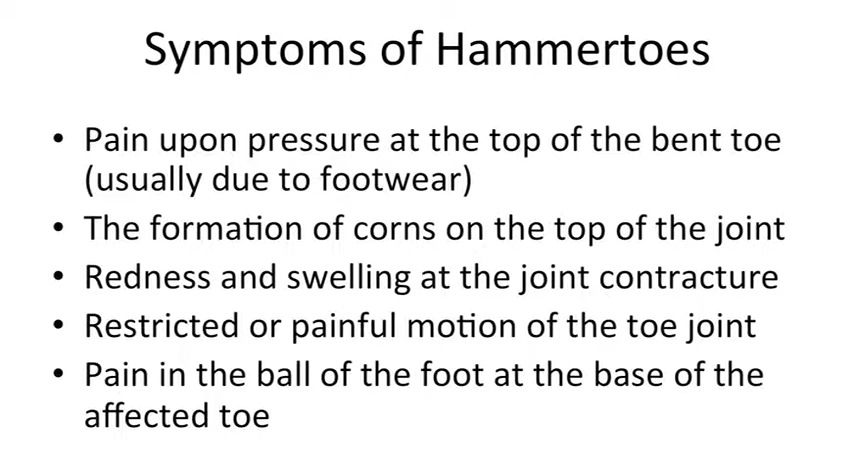 Symptoms of Hammertoes
• Pain upon pressure at the top of the bent toe
(usually due to footwear)
• The formation of corns on the top of the joint
• Redness and swelling at the joint contracture
• Restricted or painful motion of the toe joint
• Pain in the ball of the foot at the base of the
affected toe